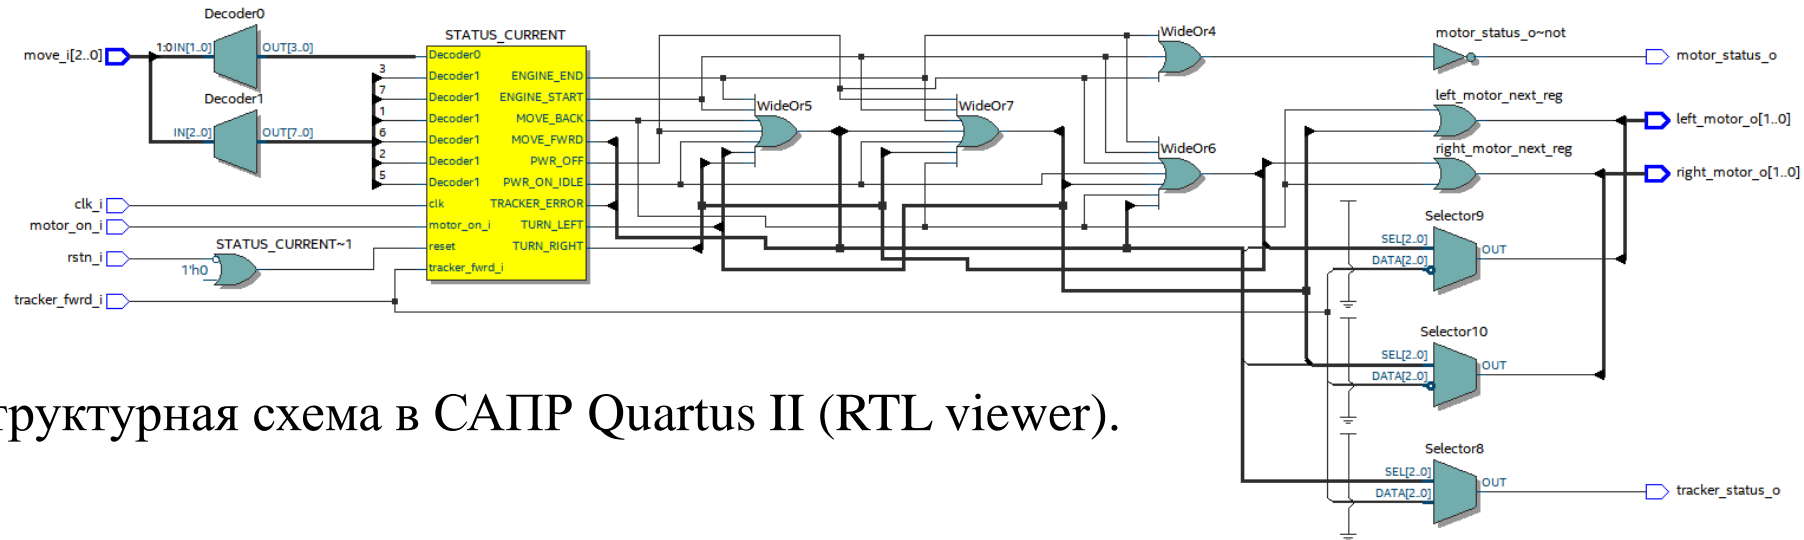 Decoder0
move_i[2..0]
1:0
IN[1..0]
OUT[3..0]
Decoder1
IN[2..0]
OUT[7..0]
3
7
1
6
2
5
STATUS_CURRENT
Decoder0
Decoder1
ENGINE_END
Decoder1
ENGINE_START
Decoder1
MOVE_BACK
Decoder1
MOVE_FWRD
Decoder1
PWR_OFF
Decoder1
PWR_ON_IDLE
clk
TRACKER_ERROR
motor_on_i
TURN_LEFT
reset
TURN_RIGHT
tracker_fwrd_i
clk_i
motor_on_i
STATUS_CURRENT~1
rstn_i
1'h0
tracker_fwrd_i
WideOr5
WideOr7
WideOr4
WideOr6
motor_status_o~not
motor_status_o
left_motor_next_reg
left_motor_o[1..0]
right_motor_next_reg
right_motor_o[1..0]
Selector9
SEL[2..0]
OUT
DATA[2..0]
Selector10
SEL[2..0]
OUT
DATA[2..0]
Selector8
SEL[2..0]
OUT
DATA[2..0]
tracker_status_o
труктурная схема в САПР Quartus II (RTL viewer).